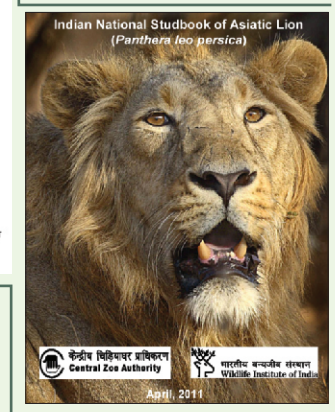 Indian National Studbook of Asiatic Lion
(Panthera leo persica)
केन्द्रीय चिड़ियाघर प्राधिकरण
Central Zoo Authority
भारतीय वन्यजीव संस्थान
Wildlife Institute of India
April, 2011